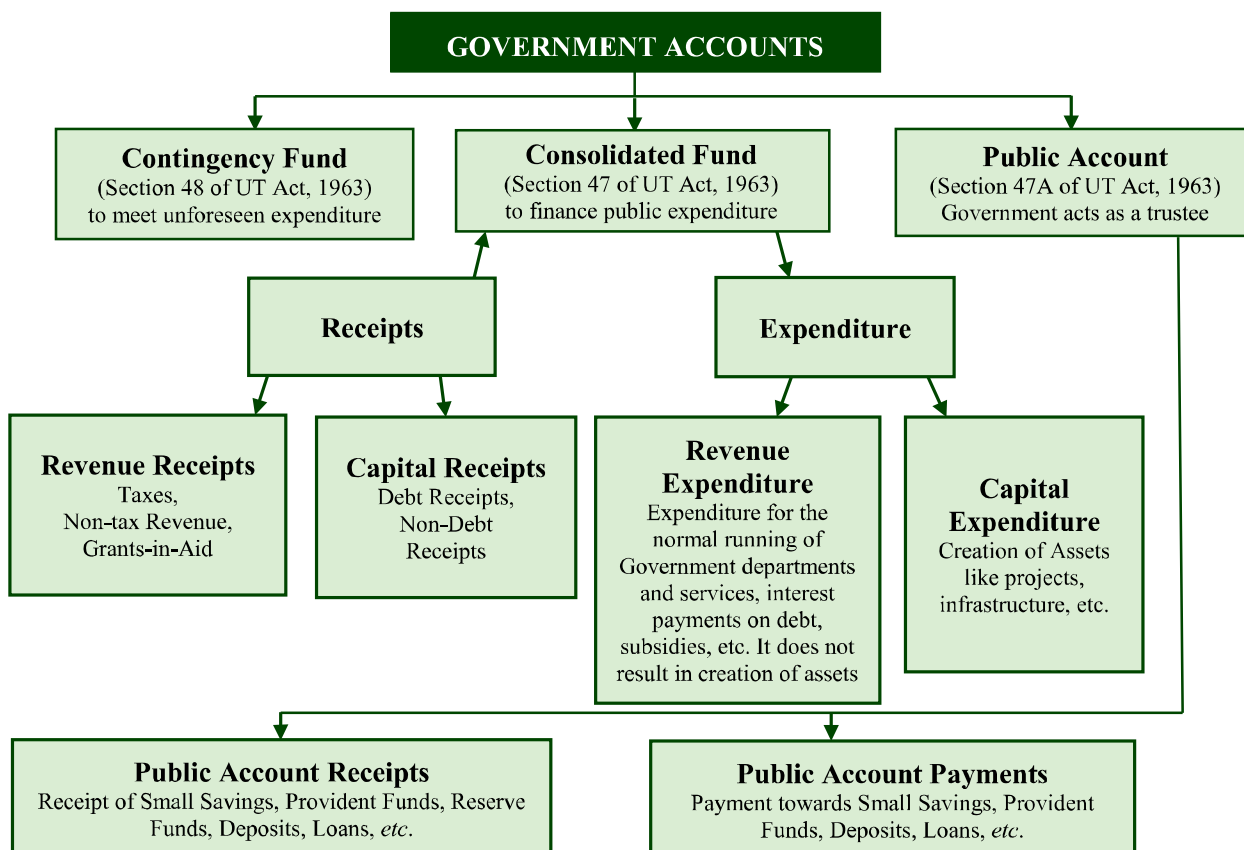 GOVERNMENT ACCOUNTS
Contingency Fund
(Section 48 of UT Act, 1963)
to meet unforeseen expenditure
Consolidated Fund
(Section 47 of UT Act, 1963)
to finance public expenditure
Public Account
(Section 47A of UT Act, 1963)
Government acts as a trustee
Receipts
Expenditure
Revenue Receipts
Taxes,
Non-tax Revenue,
Grants-in-Aid
Capital Receipts
Debt Receipts,
Non-Debt
Receipts
Revenue
Expenditure
Expenditure for the
normal running of
Government departments
and services, interest
payments on debt,
subsidies, etc. It does not
result in creation of assets
Capital
Expenditure
Creation of Assets
like projects,
infrastructure, etc.
Public Account Receipts
Receipt of Small Savings, Provident Funds, Reserve
Funds, Deposits, Loans, etc.
Public Account Payments
Payment towards Small Savings, Provident
Funds, Deposits, Loans, etc.